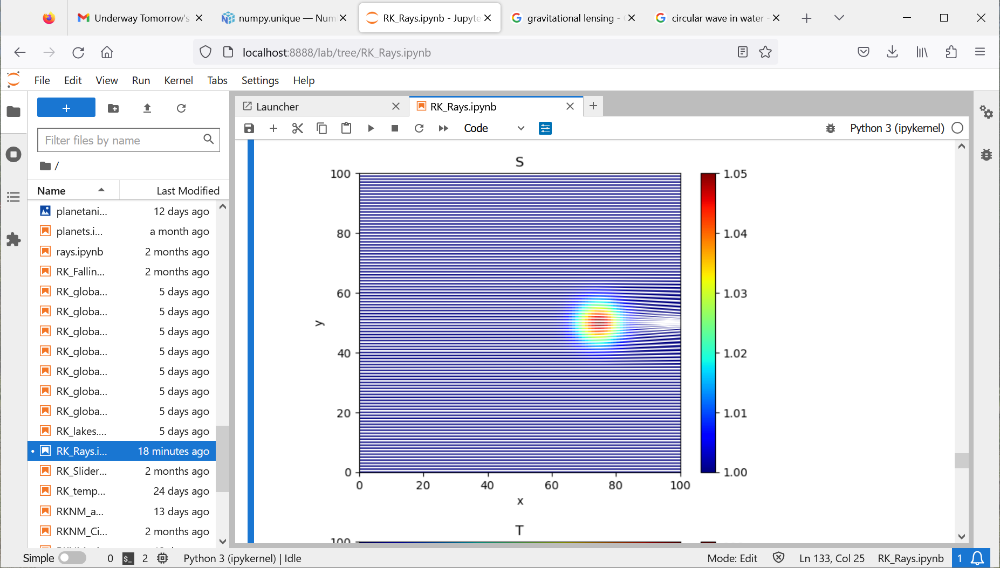 Underway Tomorrow's
numpy.unique — Num
RK_Rays.ipynb - Jupyte
gravitational lensing -
circular wave in water -
localhost:8888/lab/tree/RK_Rays.ipynb
File Edit View Run Kernel Tabs Settings Help
+
Launcher
RK_Rays.ipynb
Code
Python 3 (ipykernel)
Filter files by name
/
Name Last Modified
planetani... 12 days ago
planets.i... a month ago
rays.ipynb 2 months ago
RK_Fallin... 2 months ago
RK_globa... 5 days ago
RK_globa... 5 days ago
RK_globa... 5 days ago
RK_globa... 5 days ago
RK_globa... 5 days ago
RK_globa... 5 days ago
RK_globa... 5 days ago
RK_lakes.... 5 days ago
RK_Rays.i... 18 minutes ago
RK_Slider... 2 months ago
RK_temp... 24 days ago
RKNM_a... 13 days ago
RKNM_Ci... 2 months ago
S
100
80
60
40
20
0
y
0 20 40 60 80 100
x
1.05
1.04
1.03
1.02
1.01
1.00
T
100
Simple 0 $_ 2 Python 3 (ipykernel) | Idle
Mode: Edit Ln 133, Col 25 RK_Rays.ipynb 1